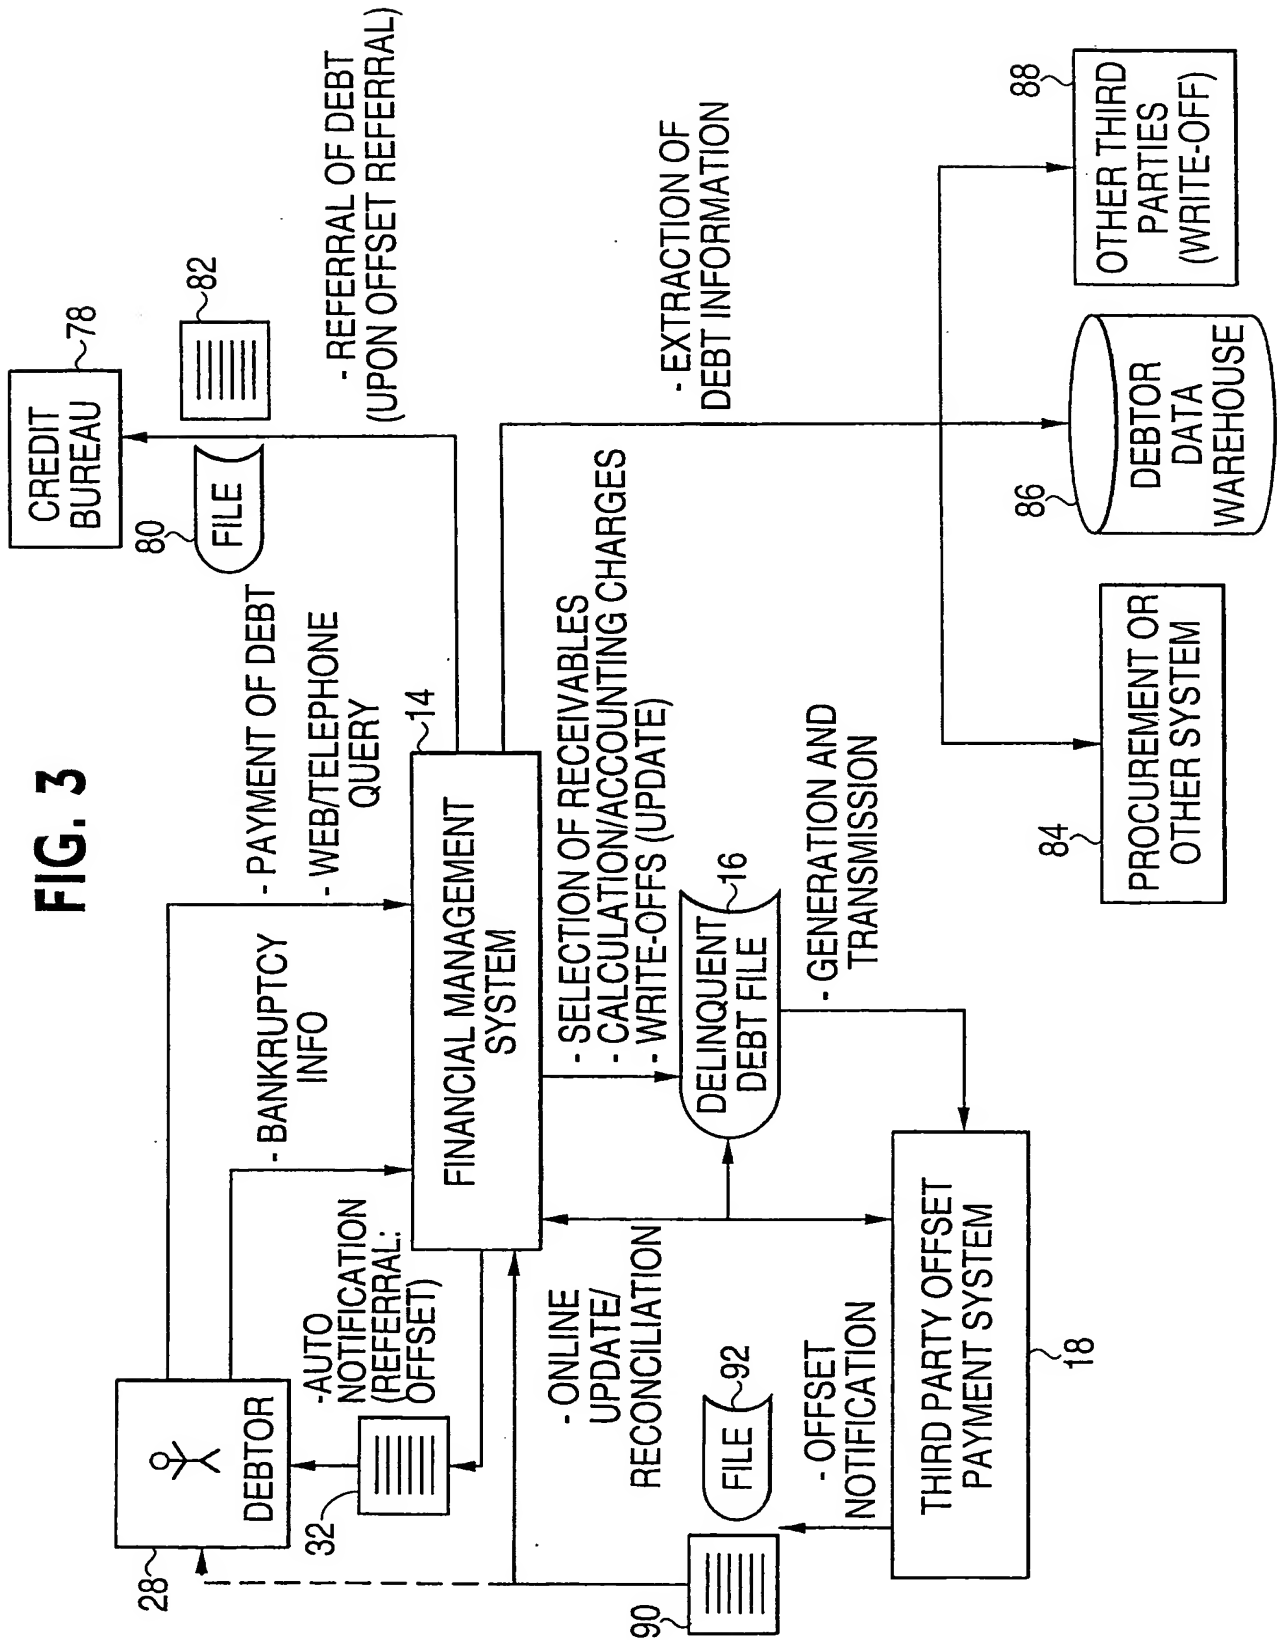 FIG. 3
28
DEBTOR
32
-AUTO
NOTIFICATION
(REFERRAL:
OFFSET)
- BANKRUPTCY
INFO
- PAYMENT OF DEBT
- WEB/TELEPHONE
QUERY
CREDIT
BUREAU
78
80
FILE
82
- REFERRAL OF DEBT
(UPON OFFSET REFERRAL)
FINANCIAL MANAGEMENT
SYSTEM
14
- ONLINE
UPDATE/
RECONCILIATION
- SELECTION OF RECEIVABLES
- CALCULATION/ACCOUNTING CHARGES
- WRITE-OFFS (UPDATE)
- EXTRACTION OF
DEBT INFORMATION
90
FILE
92
- OFFSET
NOTIFICATION
DELINQUENT
DEBT FILE
16
- GENERATION AND
TRANSMISSION
THIRD PARTY OFFSET
PAYMENT SYSTEM
18
84
PROCUREMENT OR
OTHER SYSTEM
86
DEBTOR
DATA
WAREHOUSE
88
OTHER THIRD
PARTIES
(WRITE-OFF)